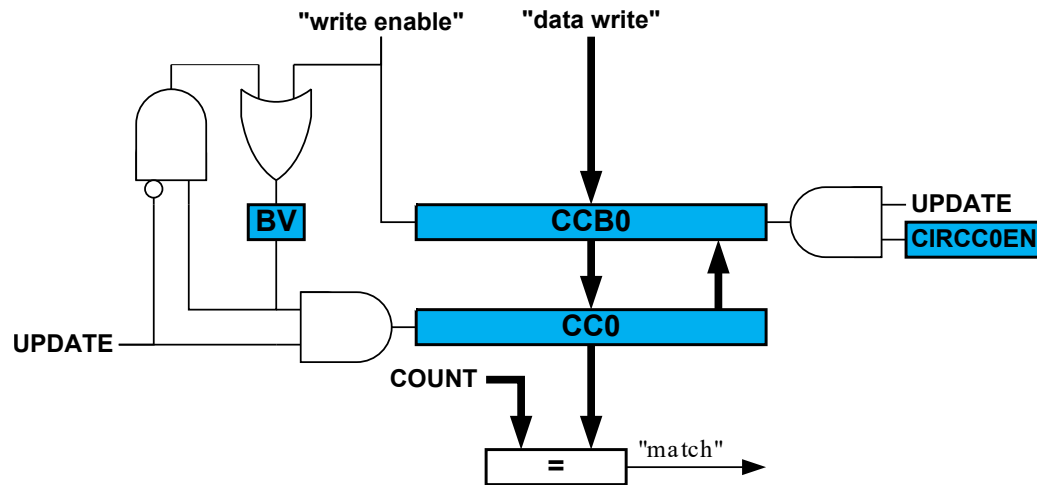 "write enable" "data write"
BV
CCB0
UPDATE
CIRCC0EN
CC0
UPDATE
COUNT
=
"match"